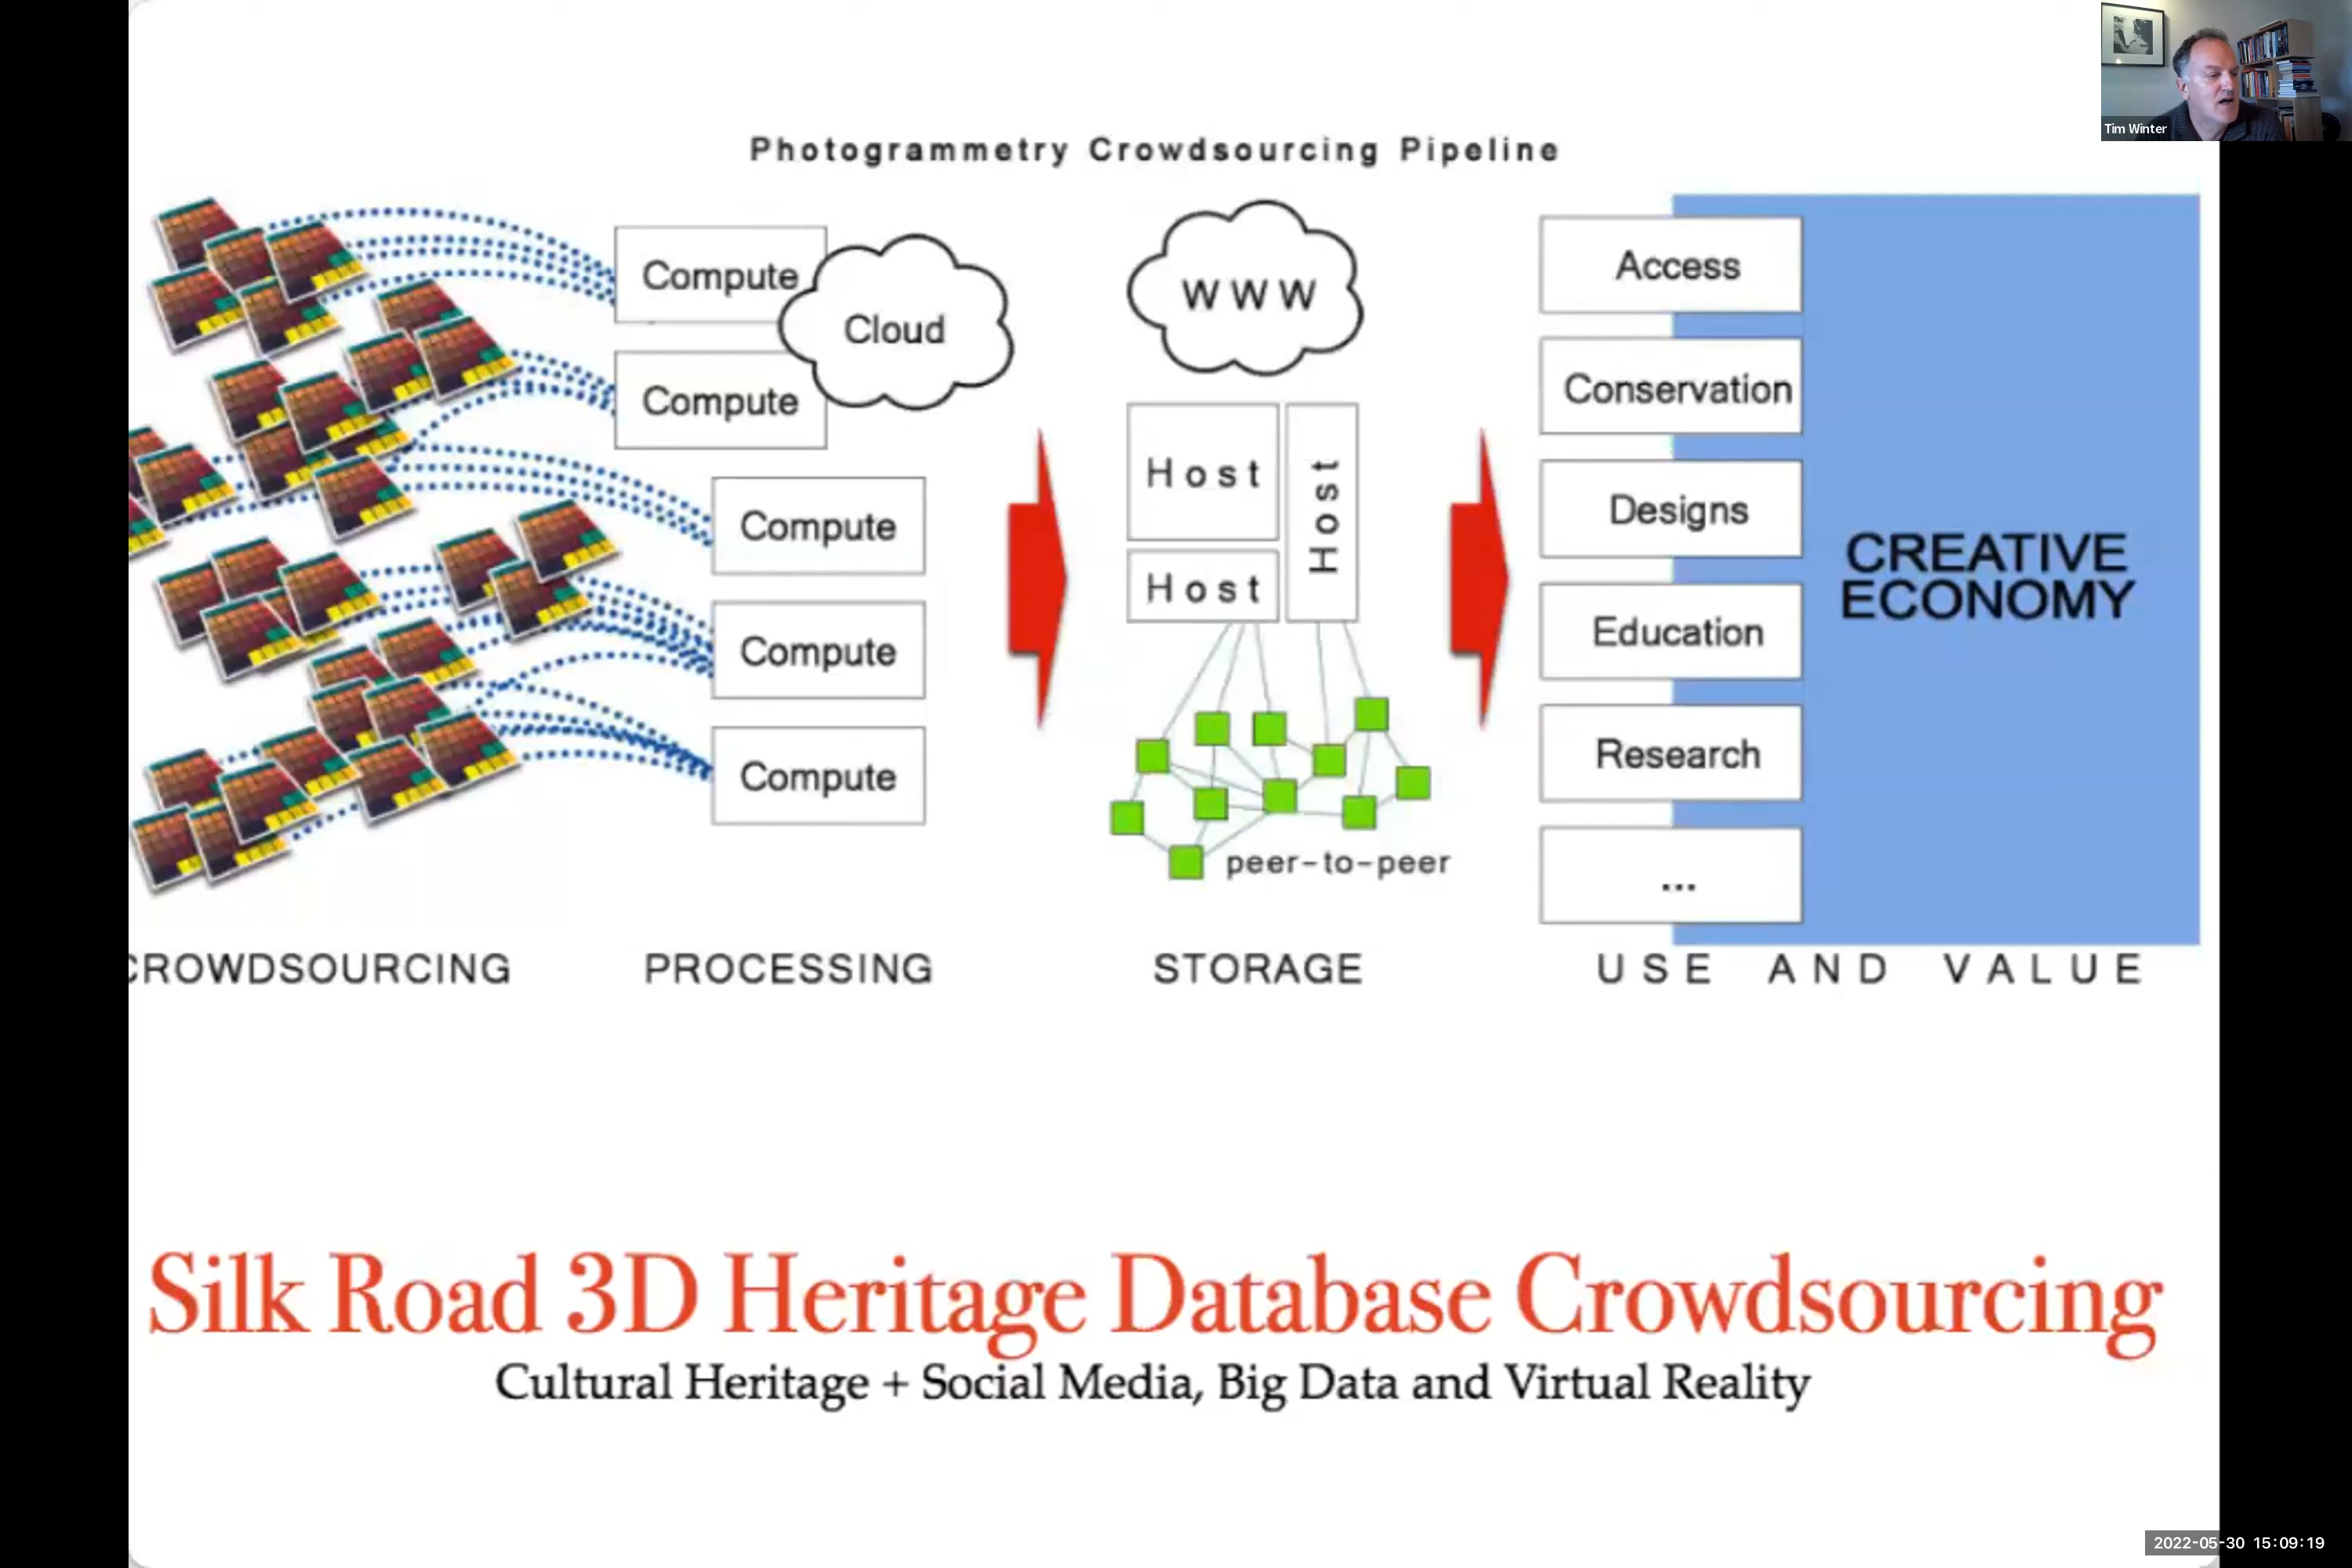 Tim Winter
Photogrammetry Crowdsourcing Pipeline
Compute
Cloud
Compute
Compute
Compute
Compute
WWW
Host
Host
Host
peer-to-peer
Access
Conservation
Designs
Education
Research
...
CREATIVE
ECONOMY
CROWDSOURCING
PROCESSING
STORAGE
USE AND VALUE
Silk Road 3D Heritage Database Crowdsourcing
Cultural Heritage + Social Media, Big Data and Virtual Reality
2022-05-30 15:09:19